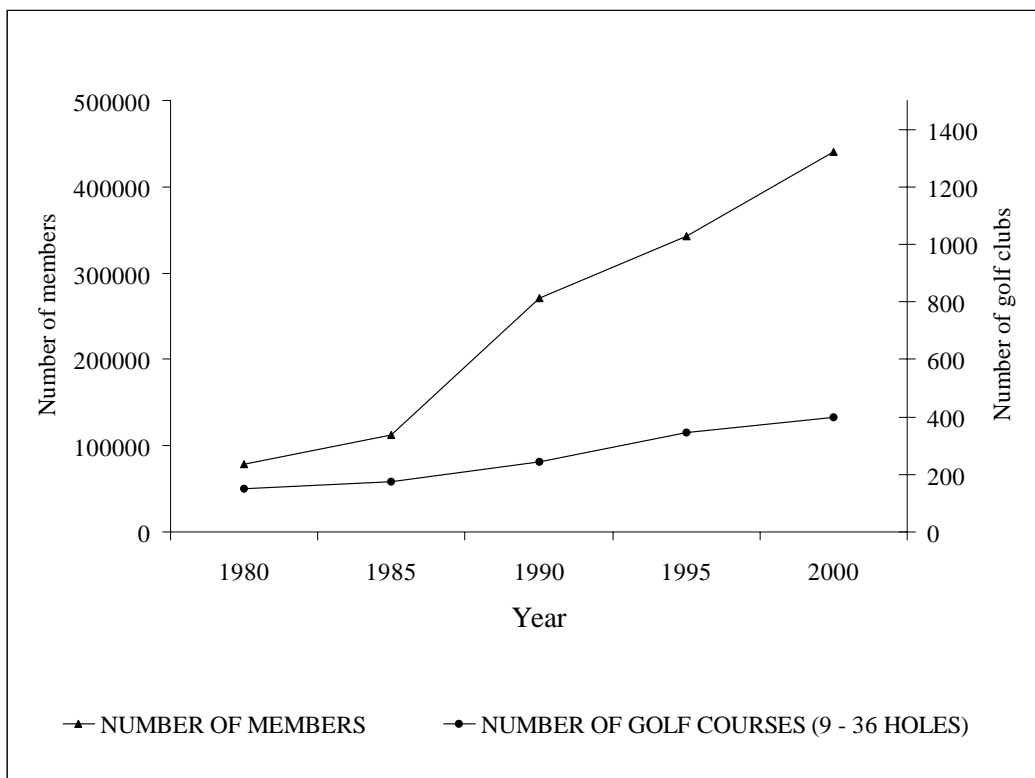 Number of members
500000
400000
300000
200000
100000
0
1400
1200
1000
800
600
400
200
0
Number of golf clubs
1980 1985 1990 1995 2000
Year
NUMBER OF MEMBERS NUMBER OF GOLF COURSES (9 - 36 HOLES)